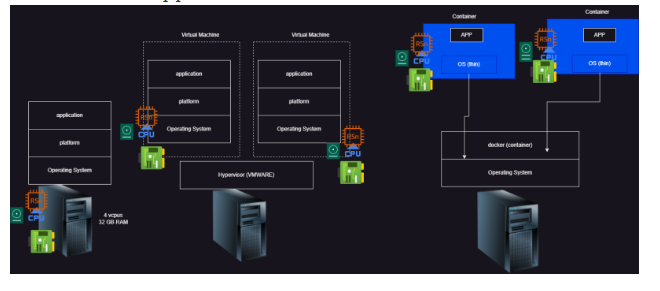 application
platform
Operating System
CPU
4 vcpus
32 GB RAM
Virtual Machine
application
platform
Operating System
CPU
Virtual Machine
application
platform
Operating System
CPU
Hypervisor (VMWARE)
Container
APP
OS (thin)
CPU
Container
APP
OS (thin)
CPU
docker (container)
Operating System